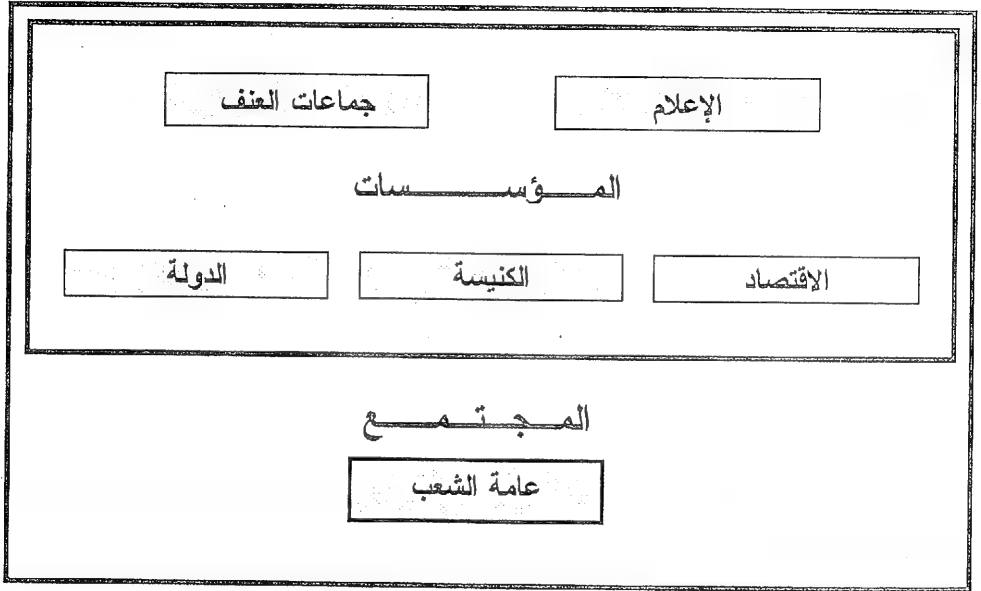 الإعلام جماعات العنف
المؤسسات
الاقتصاد الكنيسة الدولة
المجتمع
عامة الشعب